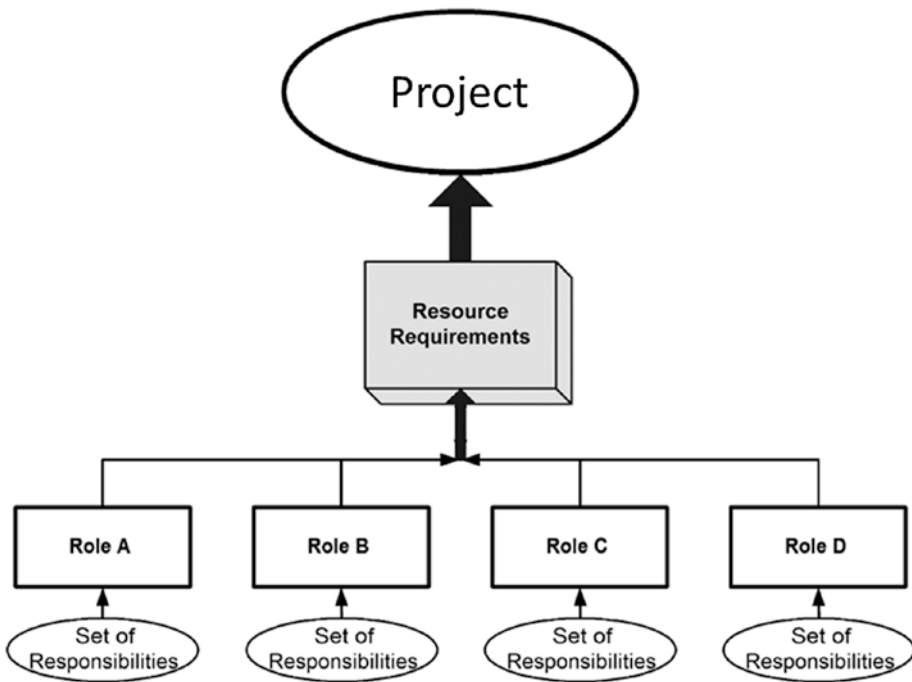 Project
Resource
Requirements
Role A
Role B
Role C
Role D
Set of
Responsibilities
Set of
Responsibilities
Set of
Responsibilities
Set of
Responsibilities